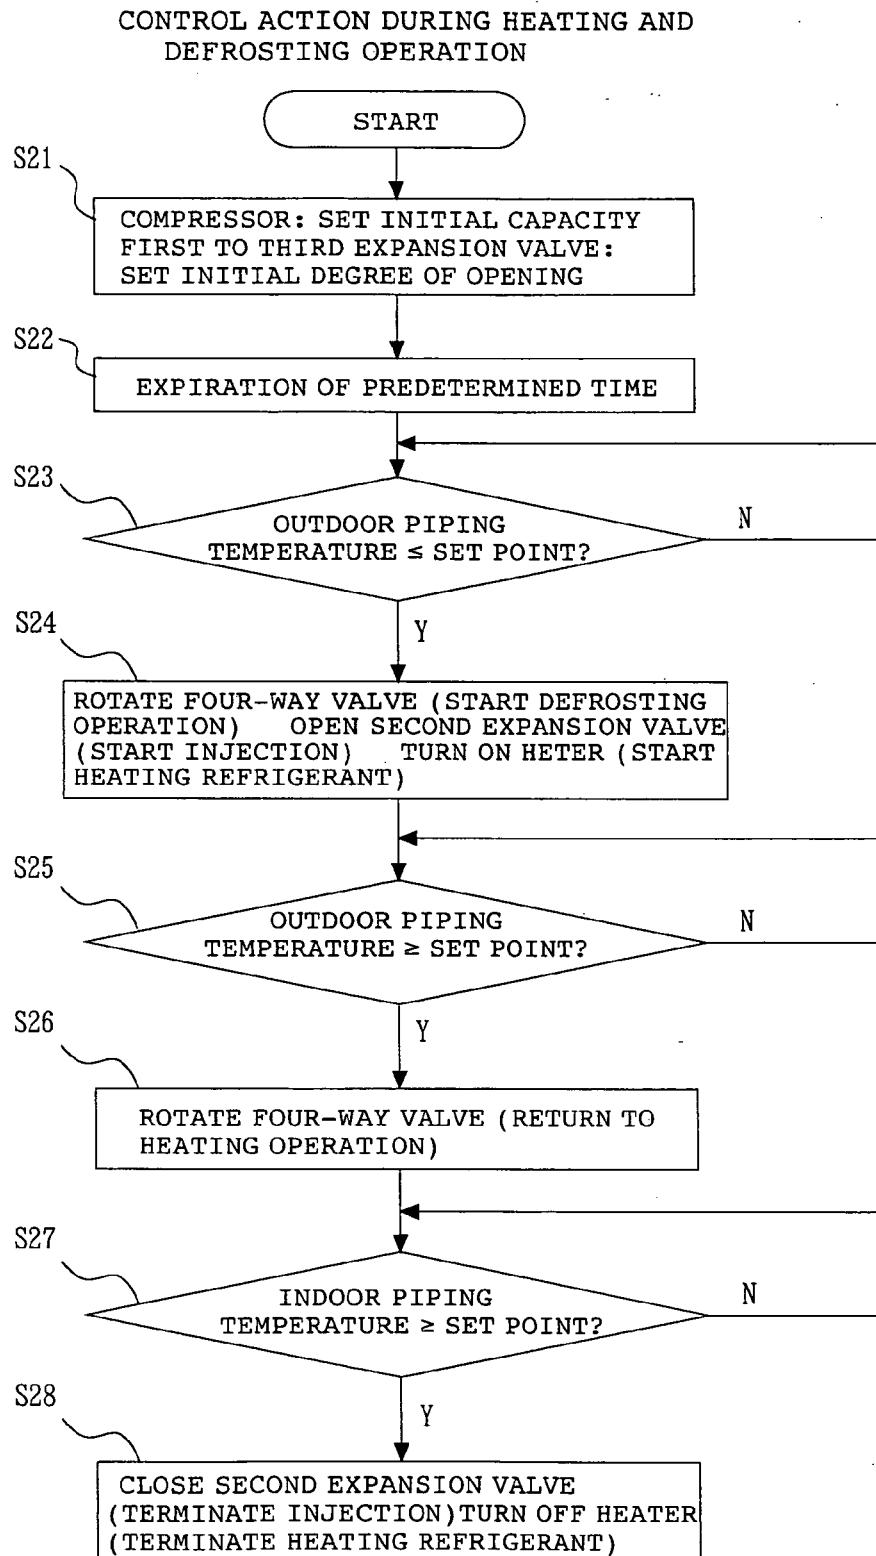 CONTROL ACTION DURING HEATING AND
DEFROSTING OPERATION
START
S21
COMPRESSOR: SET INITIAL CAPACITY
FIRST TO THIRD EXPANSION VALVE:
SET INITIAL DEGREE OF OPENING
S22
EXPIRATION OF PREDETERMINED TIME
S23
OUTDOOR PIPING
TEMPERATURE ≤ SET POINT?
N
Y
S24
ROTATE FOUR-WAY VALVE (START DEFROSTING
OPERATION) OPEN SECOND EXPANSION VALVE
(START INJECTION) TURN ON HETER (START
HEATING REFRIGERANT)
S25
OUTDOOR PIPING
TEMPERATURE ≥ SET POINT?
N
Y
S26
ROTATE FOUR-WAY VALVE (RETURN TO
HEATING OPERATION)
S27
INDOOR PIPING
TEMPERATURE ≥ SET POINT?
N
Y
S28
CLOSE SECOND EXPANSION VALVE
(TERMINATE INJECTION)TURN OFF HEATER
(TERMINATE HEATING REFRIGERANT)